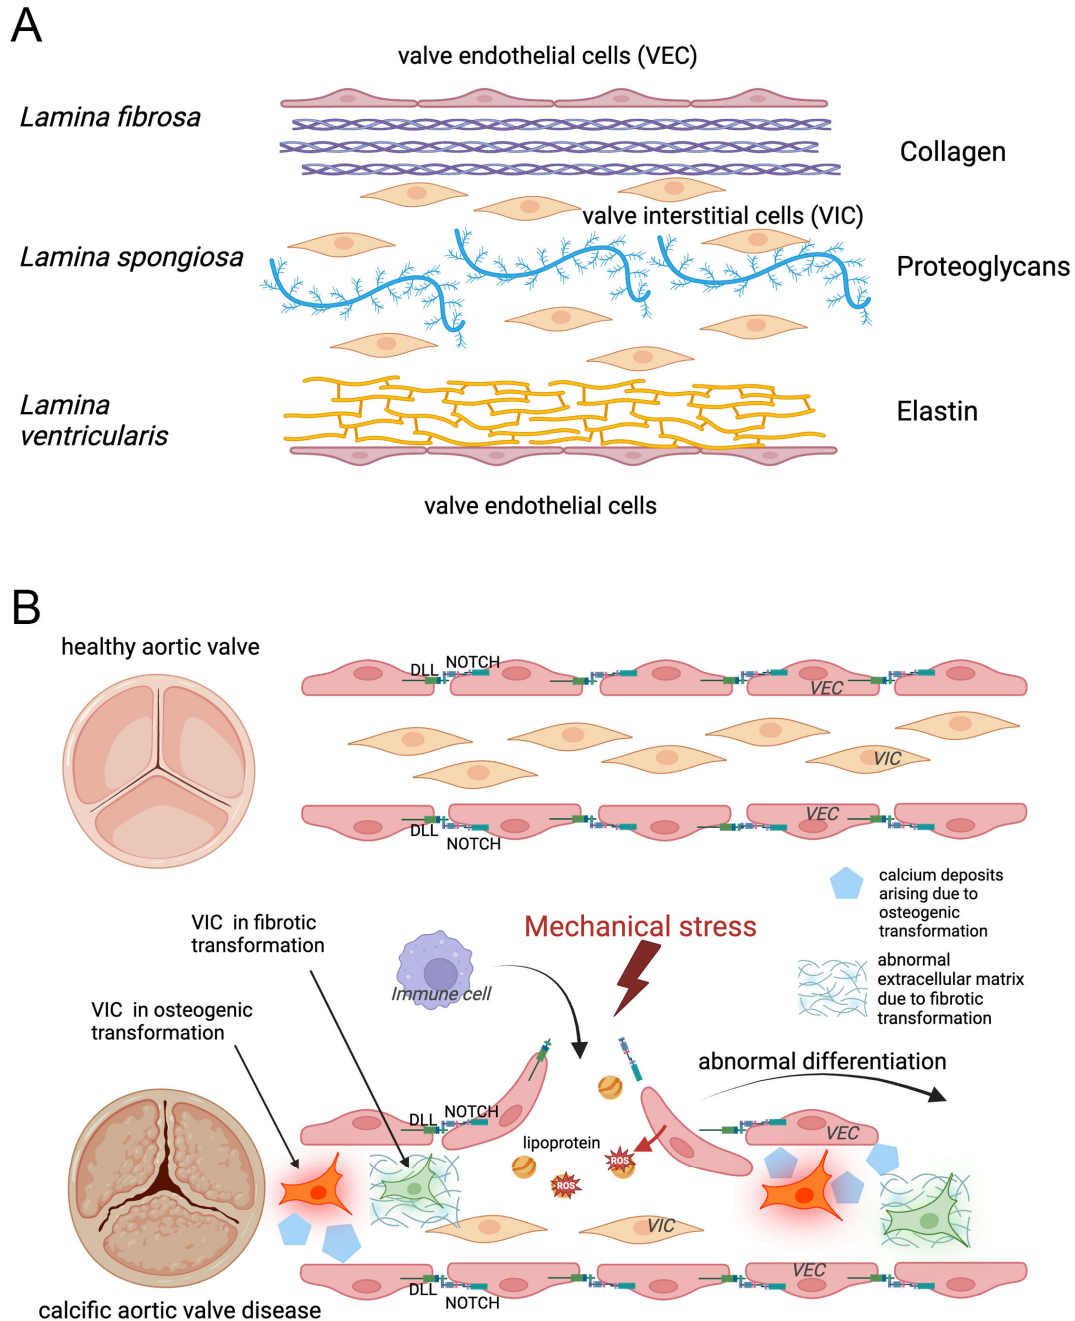 A
valve endothelial cells (VEC)
Lamina fibrosa
Collagen
valve interstitial cells (VIC)
Lamina spongiosa
Proteoglycans
Lamina
ventricularis
Elastin
valve endothelial cells
B
healthy aortic valve
DLL
NOTCH
VEC
VIC
VEC
DLL
NOTCH
calcium deposits
arising due to
osteogenic
transformation
VIC in fibrotic
transformation
Mechanical stress
Immune cell
abnormal
extracellular matrix
due to fibrotic
transformation
VIC in osteogenic
transformation
abnormal differentiation
DLL
NOTCH
lipoprotein
VEC
ROS
ROS
VIC
VEC
DLL
NOTCH
calcific aortic valve disease